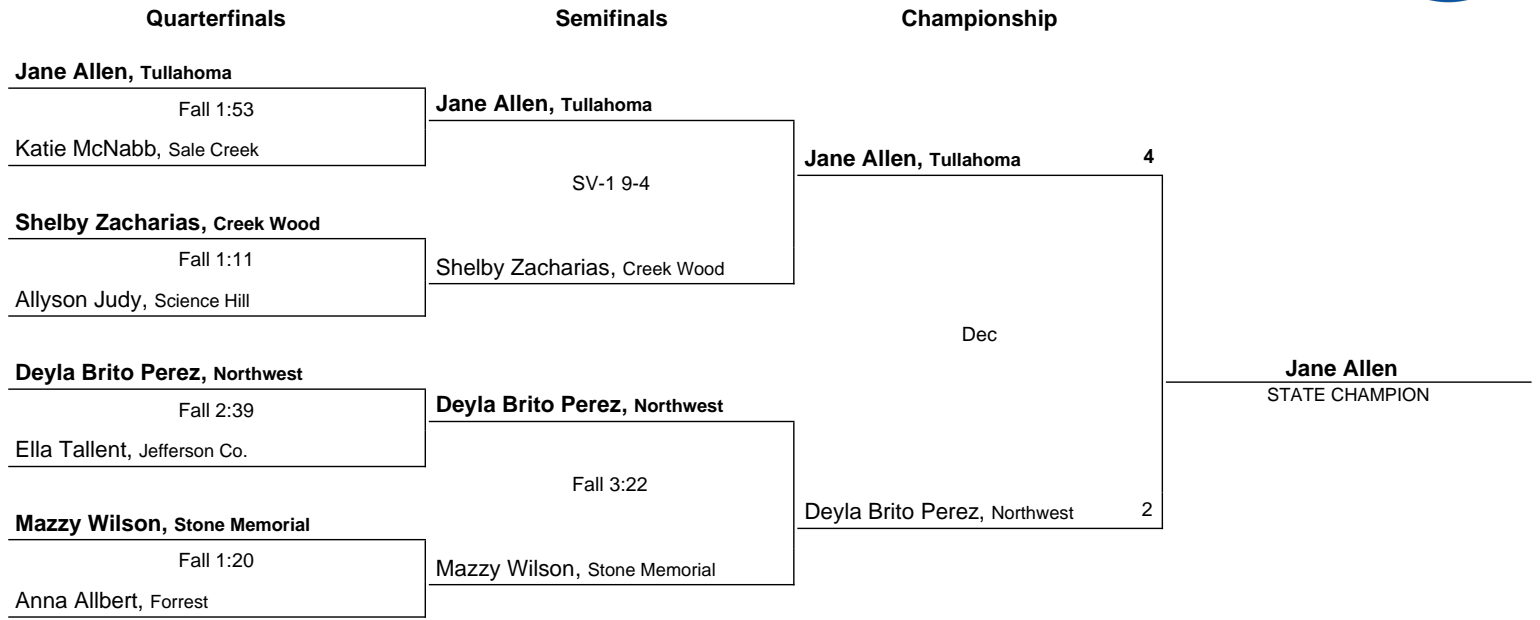 Quarterfinals
Semifinals
Championship
Jane Allen, Tullahoma
Fall 1:53
Katie McNabb, Sale Creek
Shelby Zacharias, Creek Wood
Fall 1:11
Allyson Judy, Science Hill
Deyla Brito Perez, Northwest
Fall 2:39
Ella Tallent, Jefferson Co.
Mazzy Wilson, Stone Memorial
Fall 1:20
Anna Allbert, Forrest
Jane Allen, Tullahoma
SV-1 9-4
Shelby Zacharias, Creek Wood
Deyla Brito Perez, Northwest
Fall 3:22
Mazzy Wilson, Stone Memorial
Jane Allen, Tullahoma 4
Dec
Deyla Brito Perez, Northwest 2
Jane Allen
STATE CHAMPION